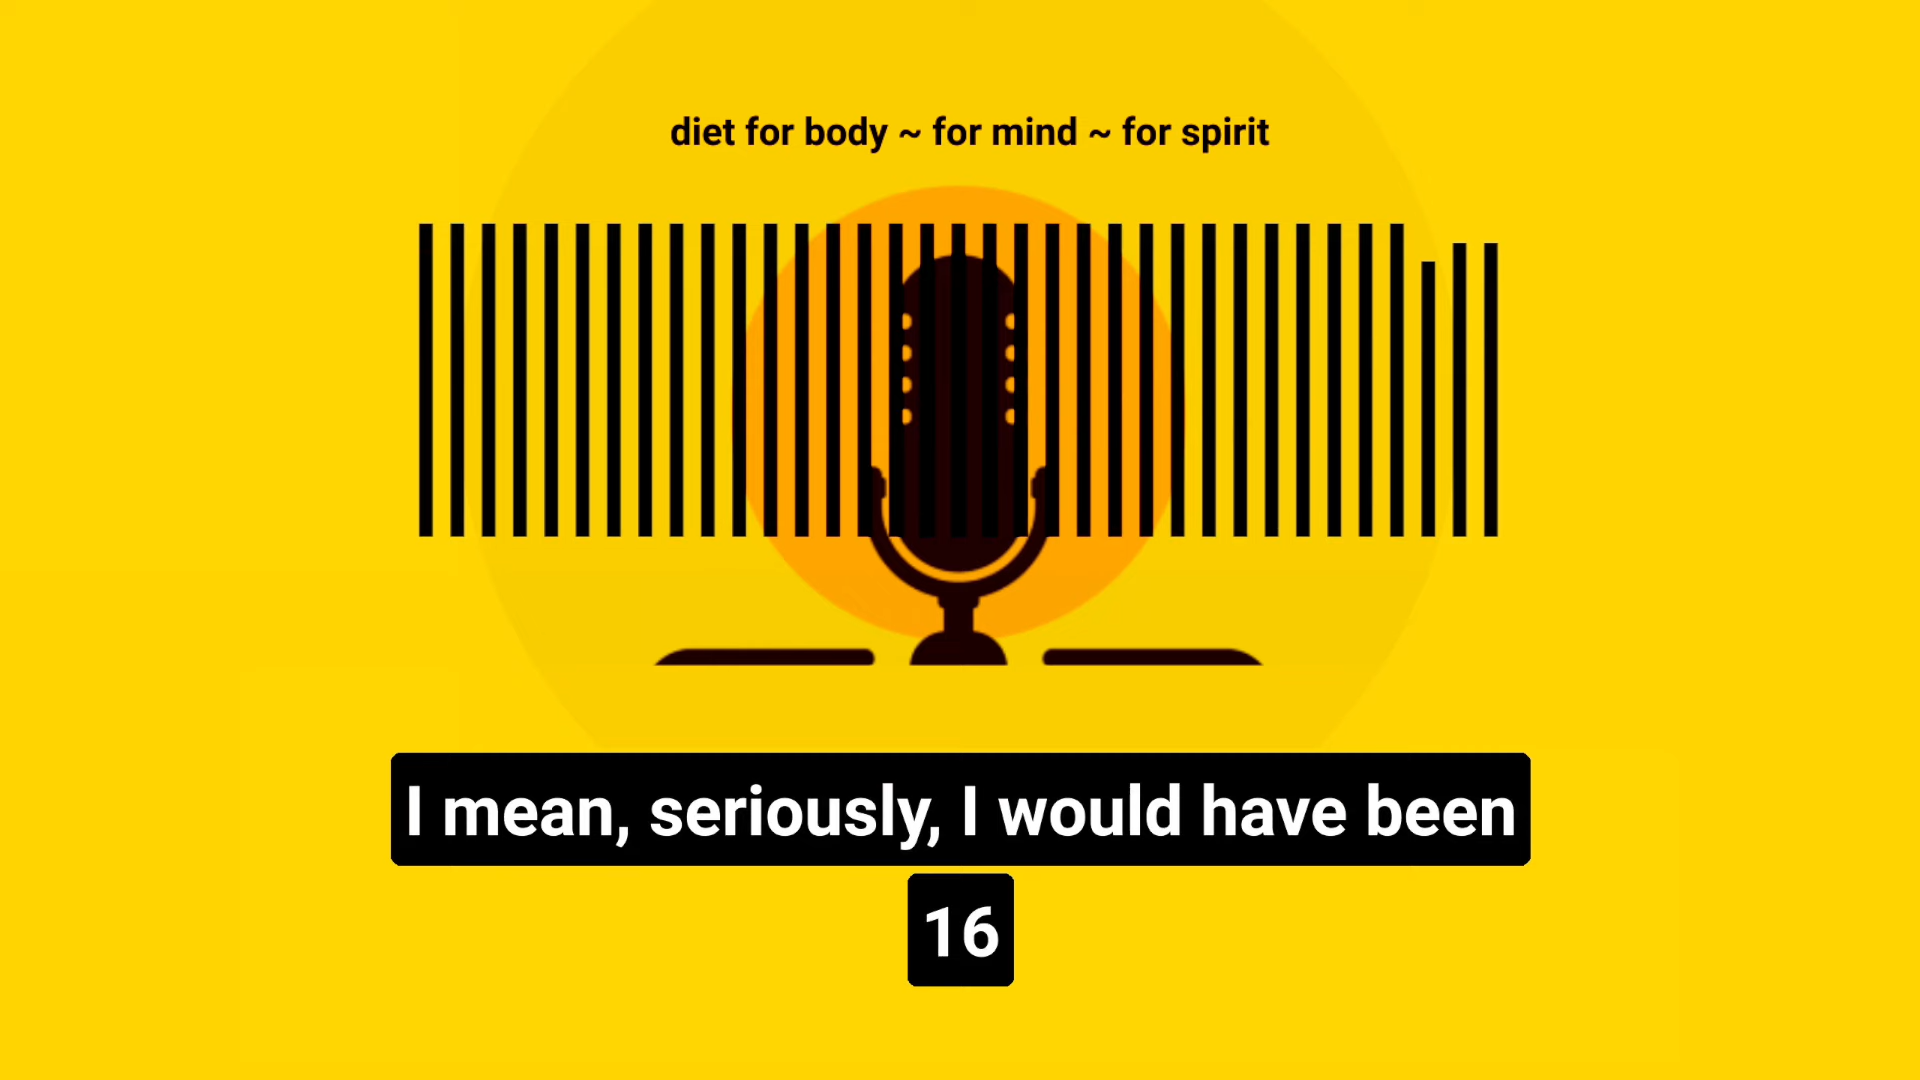 diet for body ~ for mind ~ for spirit
I mean, seriously, I would have been
16